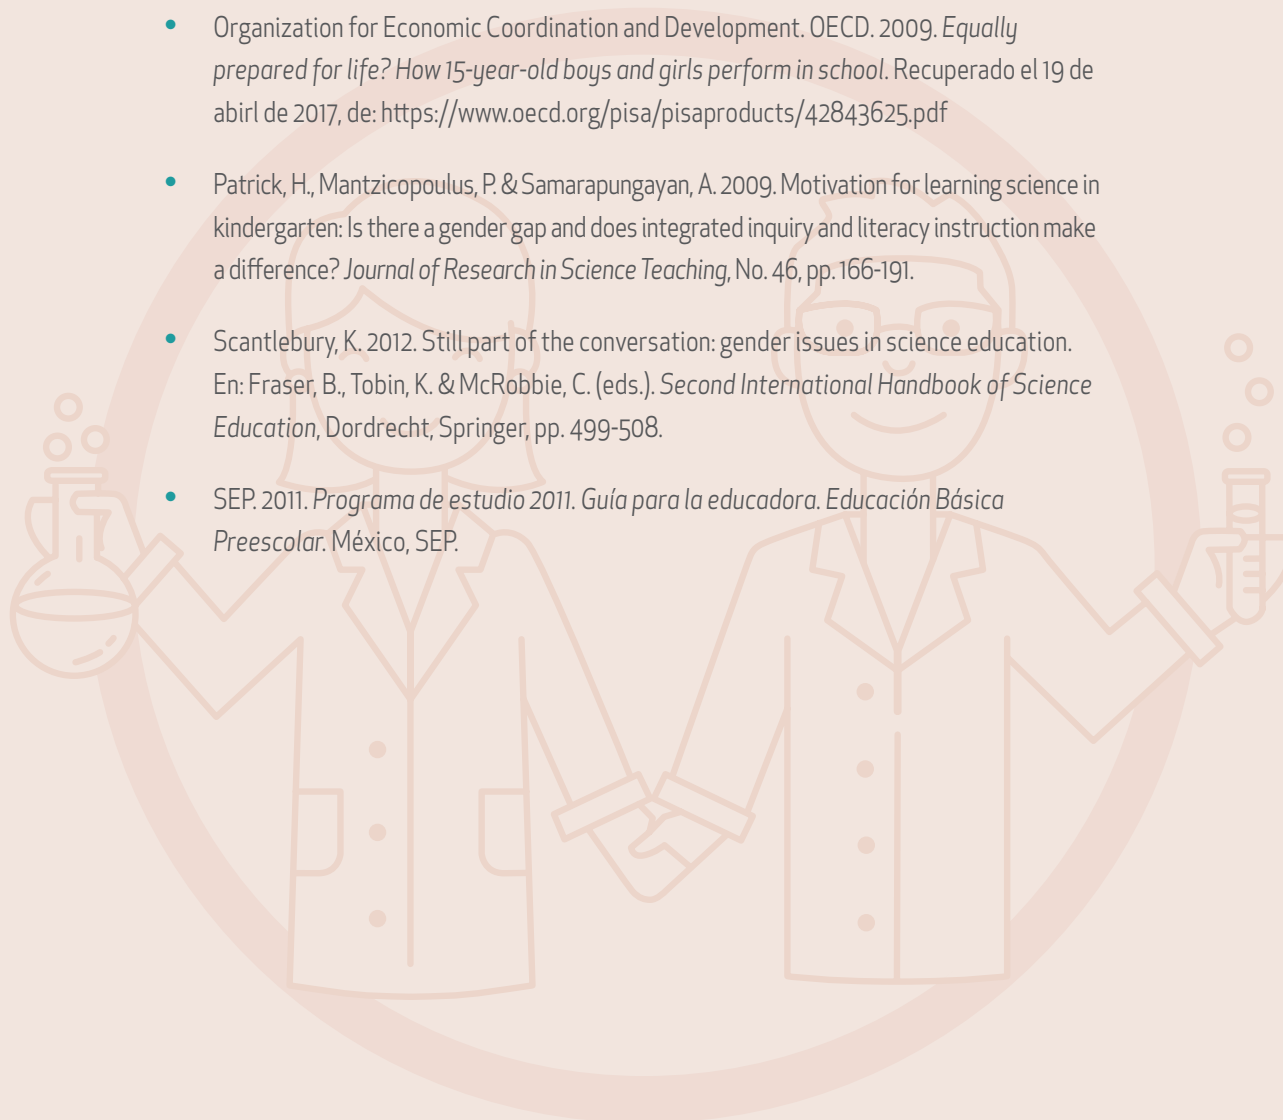 • Organization for Economic Coordination and Development. OECD. 2009. Equally
prepared for life? How 15-year-old boys and girls perform in school. Recuperado el 19 de
abirl de 2017, de: https://www.oecd.org/pisa/pisaproducts/42843625.pdf
• Patrick, H., Mantzicopoulus, P. & Samarapungayan, A. 2009. Motivation for learning science in
kindergarten: Is there a gender gap and does integrated inquiry and literacy instruction make
a difference? Journal of Research in Science Teaching, No. 46, pp. 166-191.
• Scantlebury, K. 2012. Still part of the conversation: gender issues in science education.
En: Fraser, B., Tobin, K. & McRobbie, C. (eds.). Second International Handbook of Science
Education, Dordrecht, Springer, pp. 499-508.
• SEP. 2011. Programa de estudio 2011. Guía para la educadora. Educación Básica
Preescolar. México, SEP.